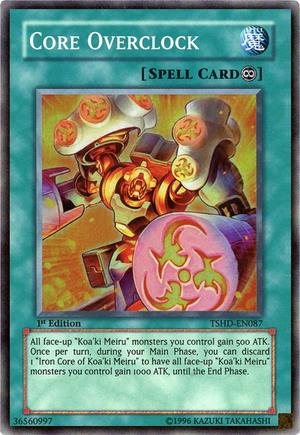 Core Overclock
魔
[Spell Card∞]
1st Edition
TSHD-EN087
All face-up "Koa'ki Meiru" monsters you control gain 500 ATK.
Once per turn, during your Main Phase, you can discard
1 "Iron Core of Koa'ki Meiru" to have all face-up "Koa'ki Meiru"
monsters you control gain 1000 ATK, until the End Phase.
36560997
©1996 KAZUKI TAKAHASHI